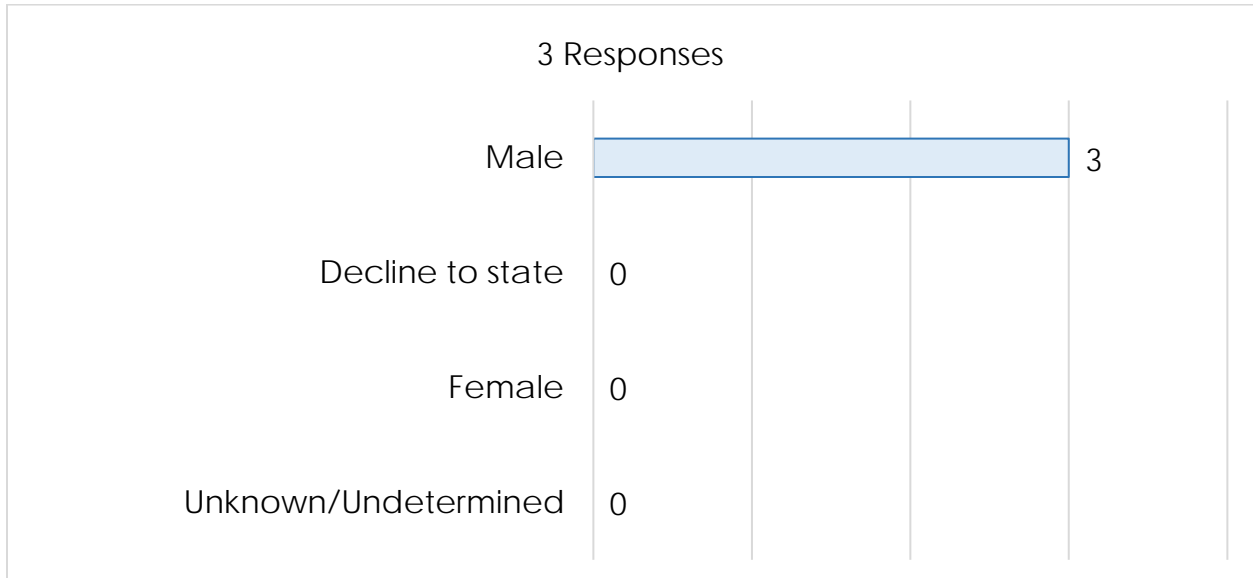 3 Responses
Male 3
Decline to state 0
Female 0
Unknown/Undetermined 0